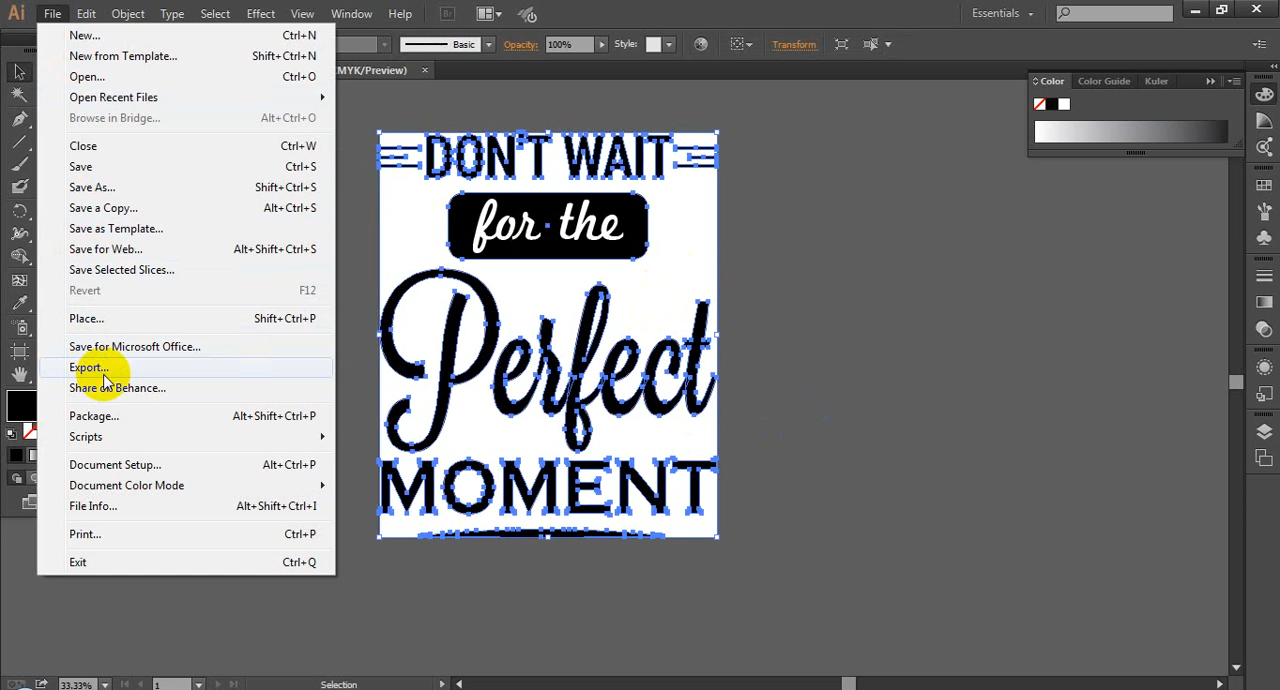 Ai File Edit Object Type Select Effect View Window Help Br Essentials
Basic Opacity: 100% Style: Transform
MYK/Preview) ×
New... Ctrl+N
New from Template... Shift+Ctrl+N
Open... Ctrl+O
Open Recent Files
Browse in Bridge... Alt+Ctrl+O
Close Ctrl+W
Save Ctrl+S
Save As... Shift+Ctrl+S
Save a Copy... Alt+Ctrl+S
Save as Template...
Save for Web... Alt+Shift+Ctrl+S
Save Selected Slices...
Revert F12
Place... Shift+Ctrl+P
Save for Microsoft Office...
Export...
Share on Behance...
Package... Alt+Shift+Ctrl+P
Scripts
Document Setup... Alt+Ctrl+P
Document Color Mode
File Info... Alt+Shift+Ctrl+I
Print... Ctrl+P
Exit Ctrl+Q
DON'T WAIT
for the
Perfect
MOMENT
Color Color Guide Kuler
33.33% 1 Selection